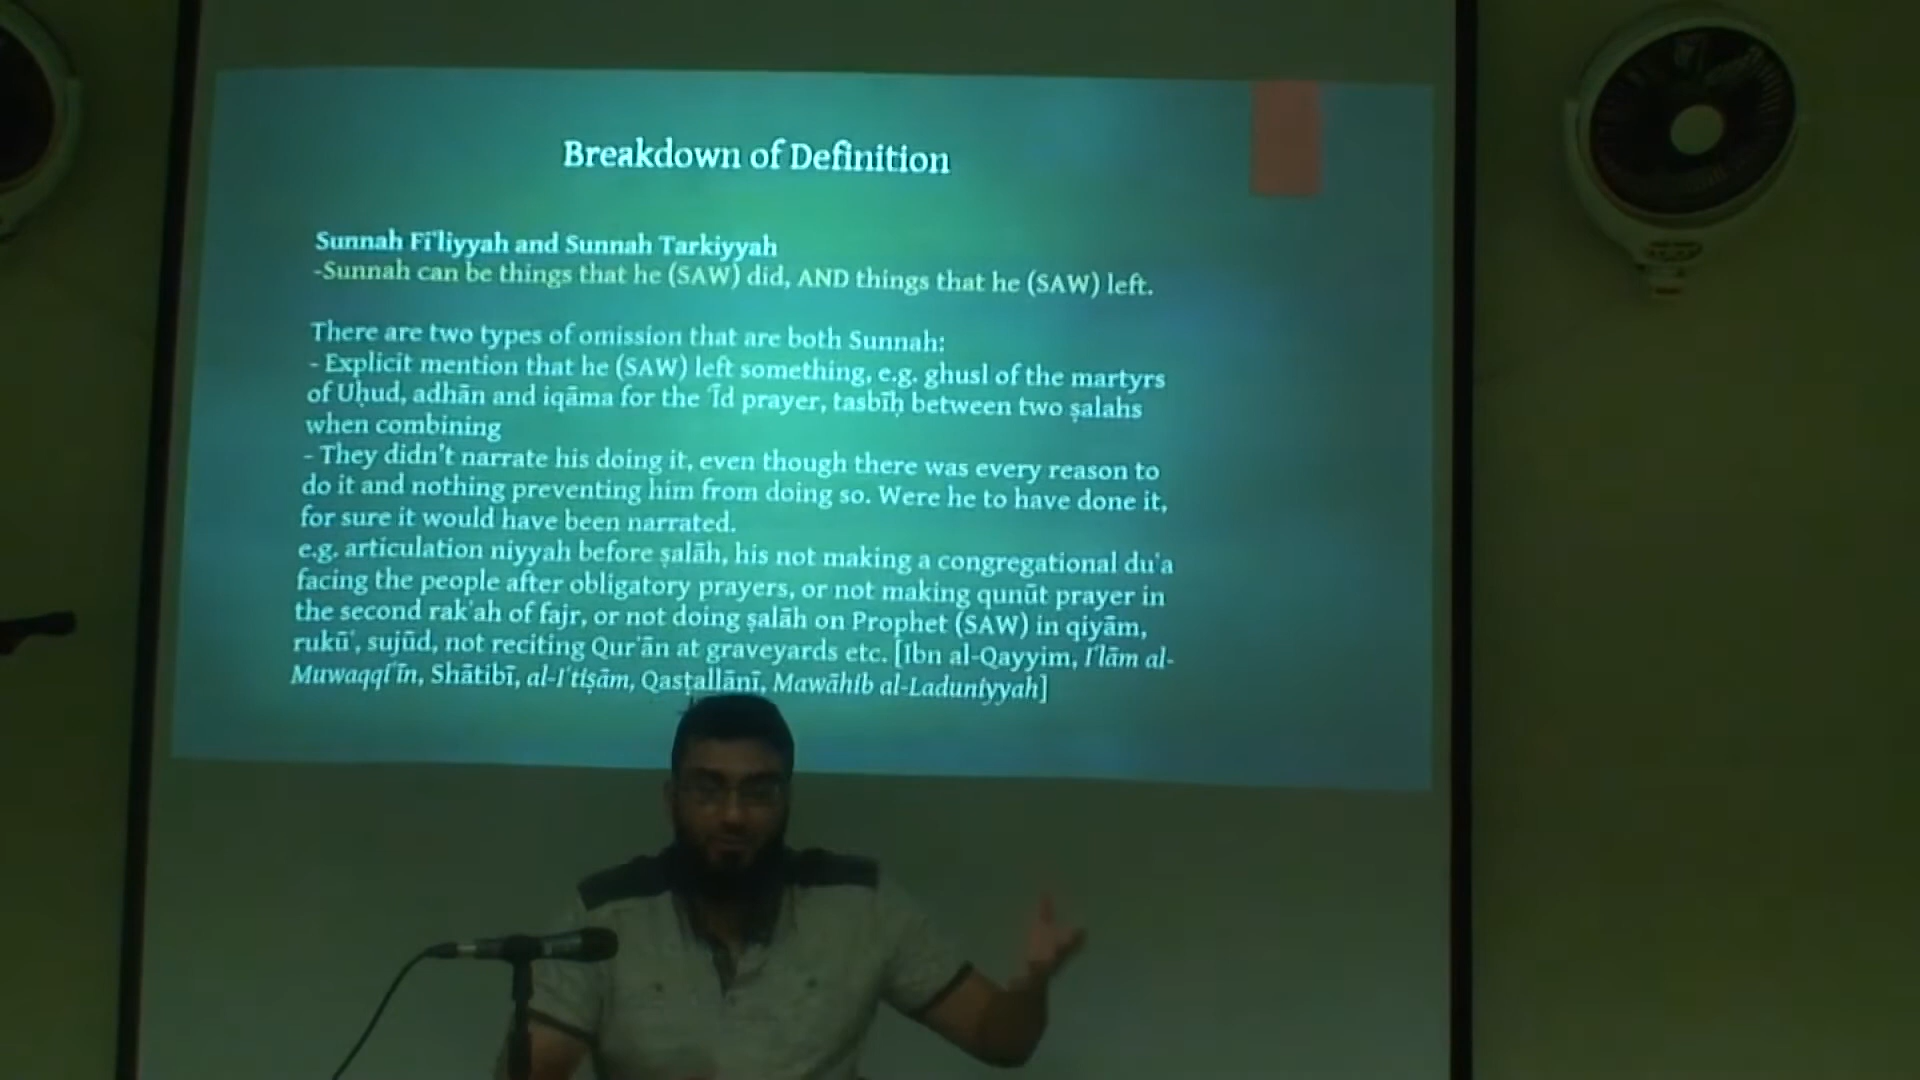 Breakdown of Definition
Sunnah Fi'liyyah and Sunnah Tarkiyyah
-Sunnah can be things that he (SAW) did, AND things that he (SAW) left.
There are two types of omission that are both Sunnah:
- Explicit mention that he (SAW) left something, e.g. ghusl of the martyrs
of Uḥud, adhān and iqāma for the 'Īd prayer, tasbīḥ between two ṣalahs
when combining
- They didn't narrate his doing it, even though there was every reason to
do it and nothing preventing him from doing so. Were he to have done it,
for sure it would have been narrated.
e.g. articulation niyyah before ṣalāh, his not making a congregational du'a
facing the people after obligatory prayers, or not making qunūt prayer in
the second rak'ah of fajr, or not doing ṣalāh on Prophet (SAW) in qiyām,
rukū', sujūd, not reciting Qur'ān at graveyards etc. [Ibn al-Qayyim, I'lām al-
Muwaqqi'īn, Shātibī, al-I'tiṣām, Qasṭallānī, Mawāhib al-Laduniyyah]